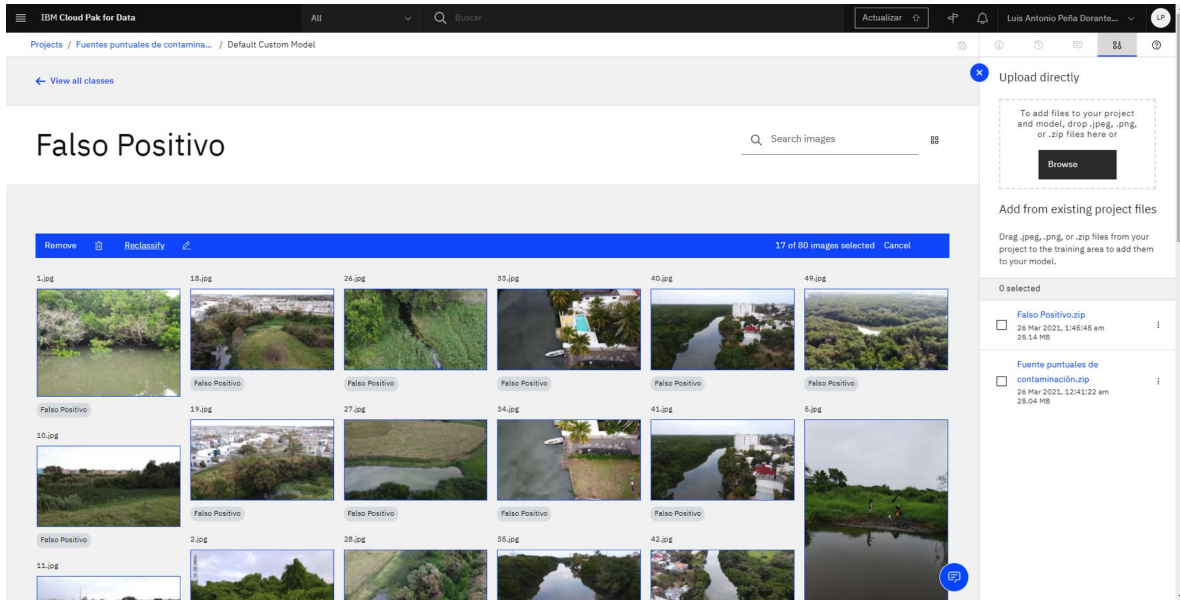 IBM Cloud Pak for Data
All
Buscar
Actualizar
Luis Antonio Peña Dorante...
LP
Projects / Fuentes puntuales de contamina... / Default Custom Model
View all classes
Falso Positivo
Search images
Remove
Reclassify
17 of 80 images selected Cancel
1.jpg
18.jpg
26.jpg
33.jpg
40.jpg
49.jpg
Falso Positivo
Falso Positivo
Falso Positivo
Falso Positivo
Falso Positivo
Falso Positivo
19.jpg
27.jpg
34.jpg
41.jpg
5.jpg
10.jpg
Falso Positivo
Falso Positivo
Falso Positivo
Falso Positivo
Falso Positivo
2.jpg
28.jpg
35.jpg
42.jpg
11.jpg
Upload directly
To add files to your project
and model, drop .jpeg, .png,
or .zip files here or
Browse
Add from existing project files
Drag .jpeg, .png, or .zip files from your
project to the training area to add them
to your model.
0 selected
Falso Positivo.zip
26 Mar 2021, 1:45:45 am
25.14 MB
Fuente puntuales de
contaminación.zip
26 Mar 2021, 12:41:22 am
25.04 MB